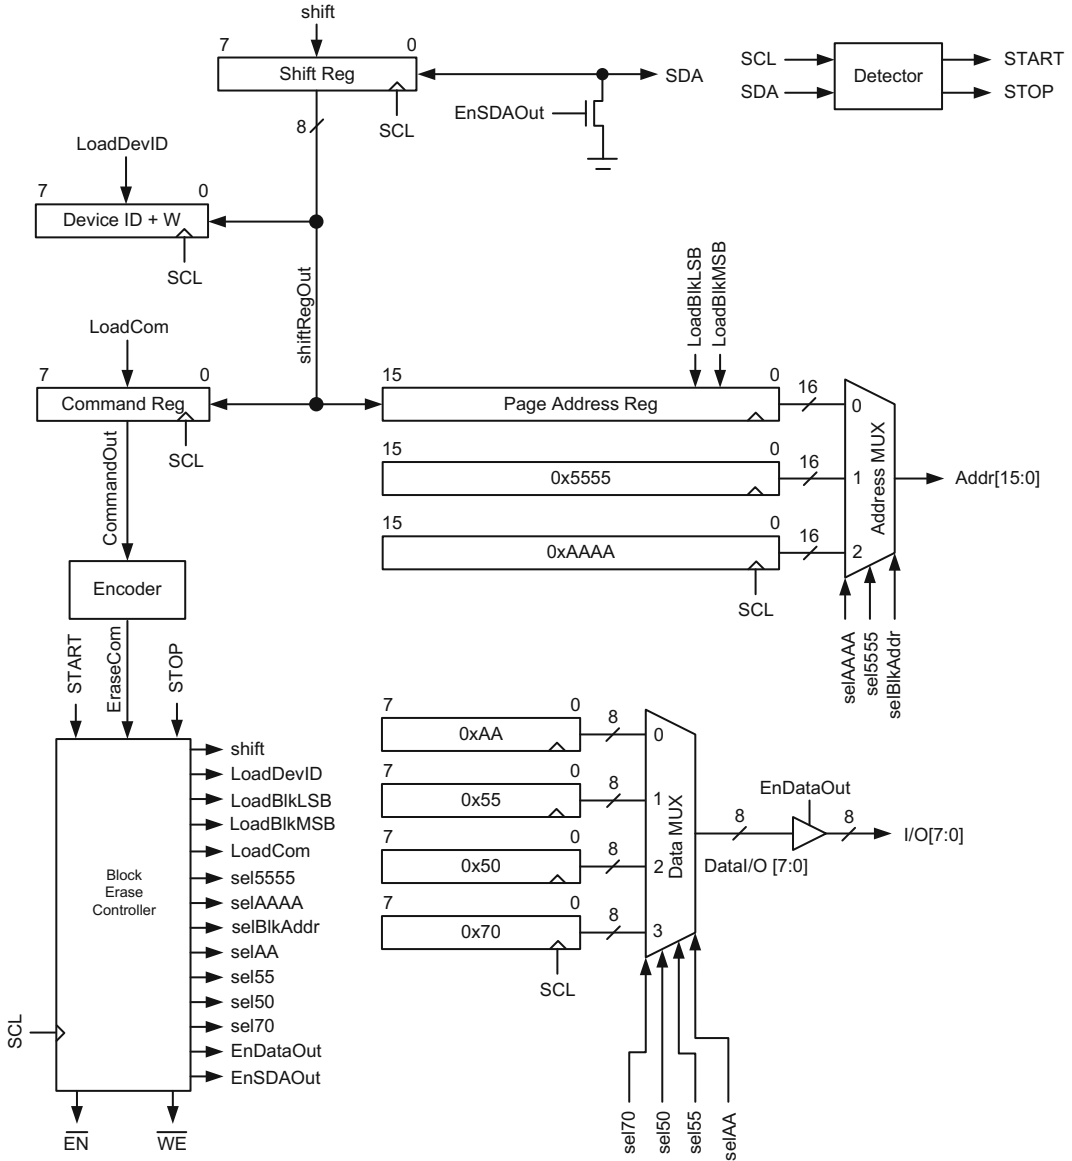 shift
7 0
Shift Reg
SDA
SCL
EnSDAOut
8
SCL START
SDA STOP
Detector
LoadDevID
7 0
Device ID + W
SCL
shiftRegOut
LoadCom
7 0
Command Reg
SCL
CommandOut
LoadBlkLSB
LoadBlkMSB
15 0
Page Address Reg
16
0
15 0
0x5555
16
1
15 0
0xAAAA
16
2
SCL
Address MUX
Addr[15:0]
selAAAA
sel5555
selBlkAddr
Encoder
START
EraseCom
STOP
Block
Erase
Controller
SCL
shift
LoadDevID
LoadBlkLSB
LoadBlkMSB
LoadCom
sel5555
selAAAA
selBlkAddr
selAA
sel55
sel50
sel70
EnDataOut
EnSDAOut
EN
WE
7 0
0xAA
8
0
7 0
0x55
8
1
7 0
0x50
8
2
7 0
0x70
8
3
SCL
Data MUX
8
DataI/O [7:0]
EnDataOut
8
I/O[7:0]
sel70
sel50
sel55
selAA